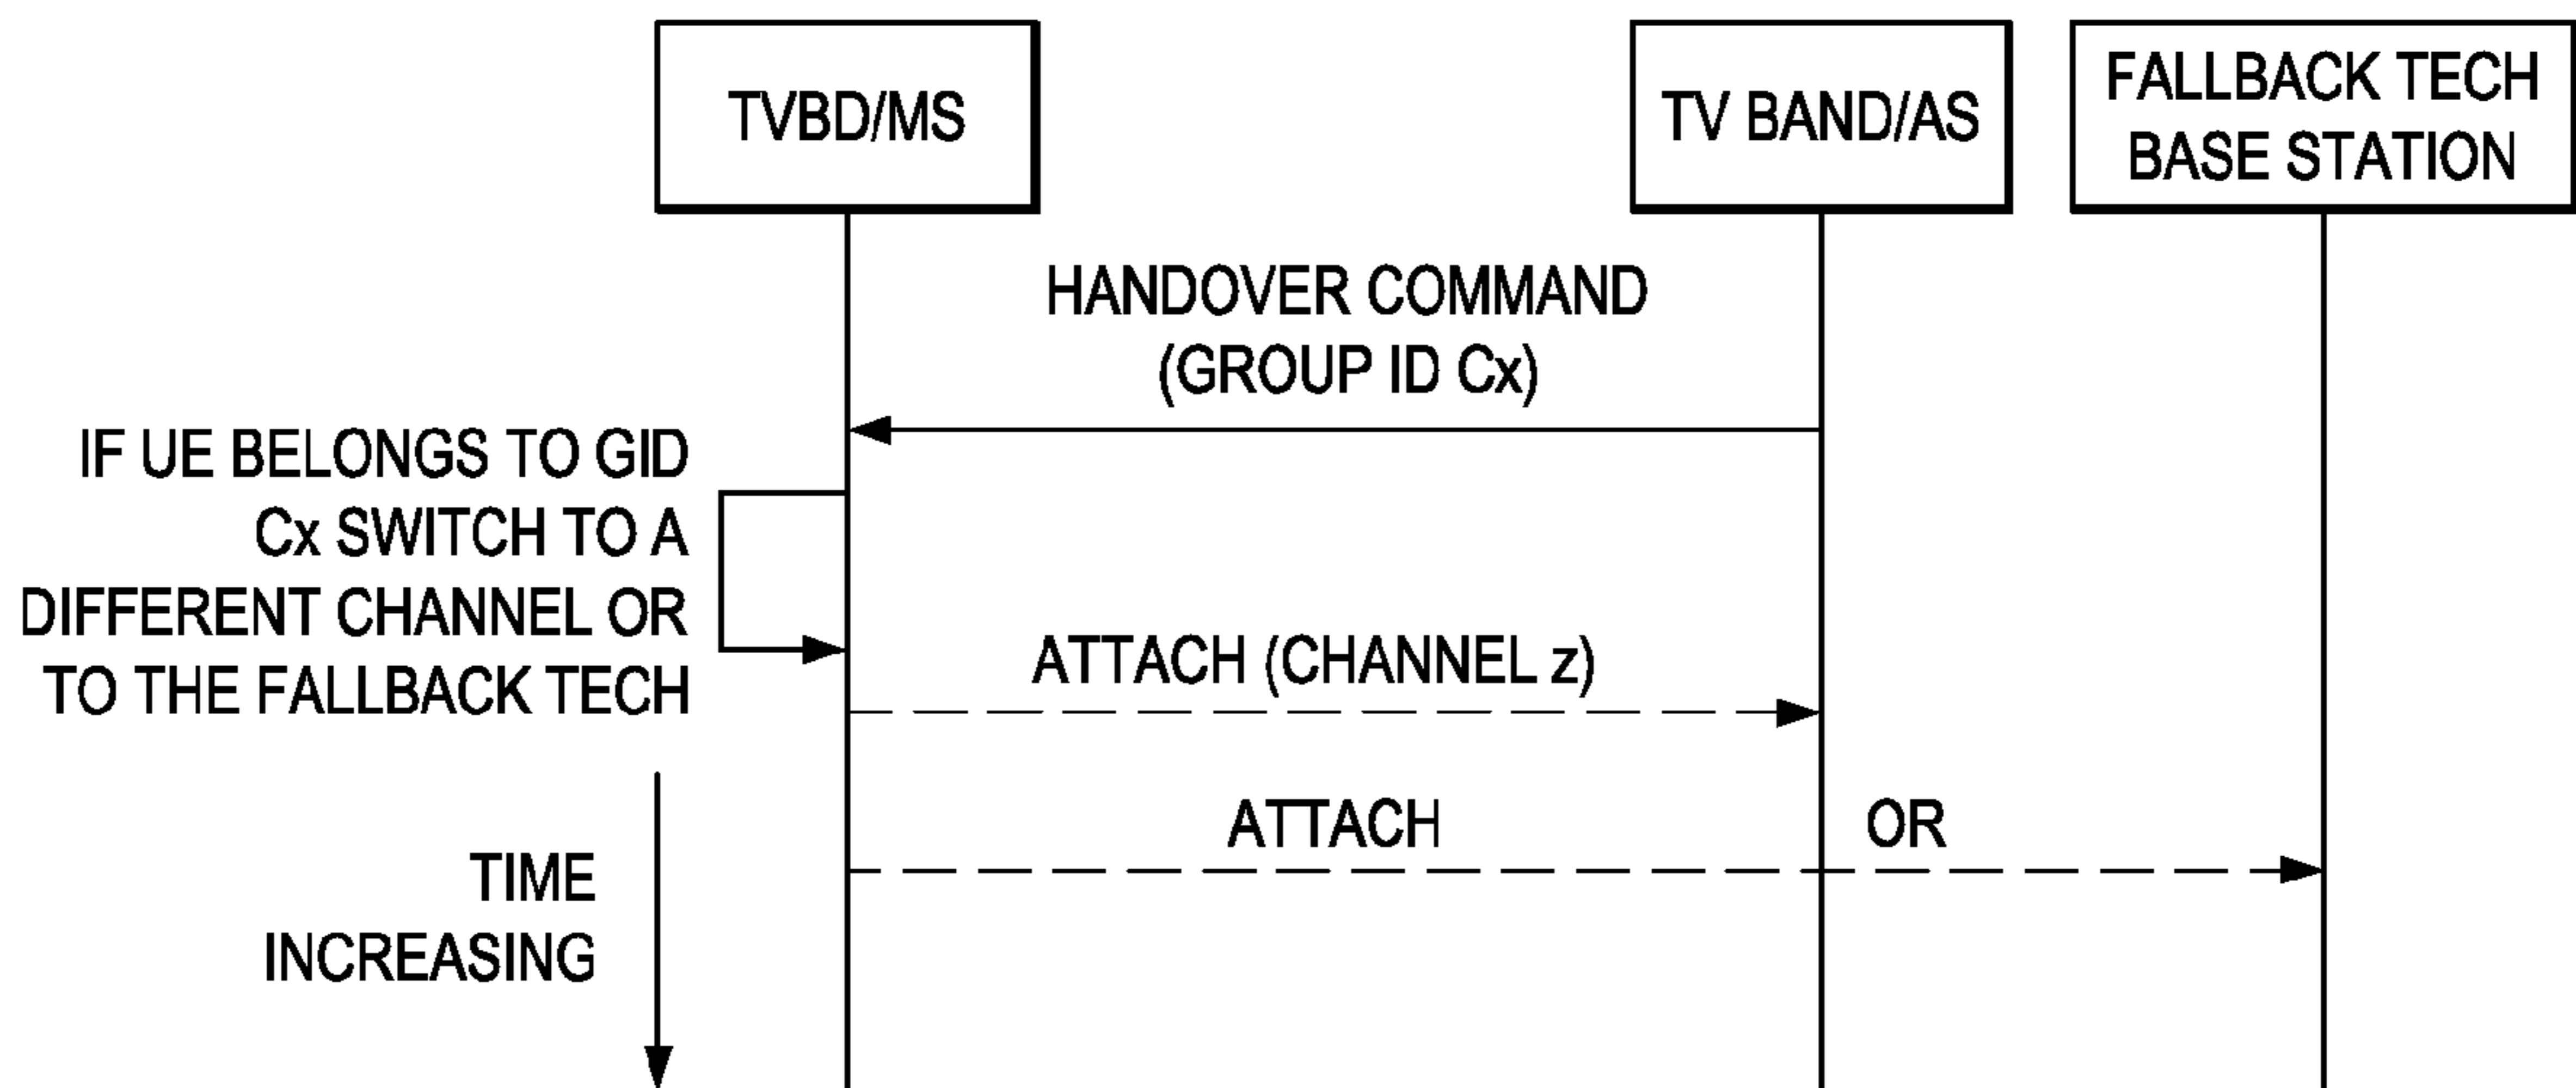 TVBD/MS
TV BAND/AS
FALLBACK TECH
BASE STATION
HANDOVER COMMAND
(GROUP ID Cx)
IF UE BELONGS TO GID
Cx SWITCH TO A
DIFFERENT CHANNEL OR
TO THE FALLBACK TECH
ATTACH (CHANNEL z)
ATTACH
OR
TIME
INCREASING